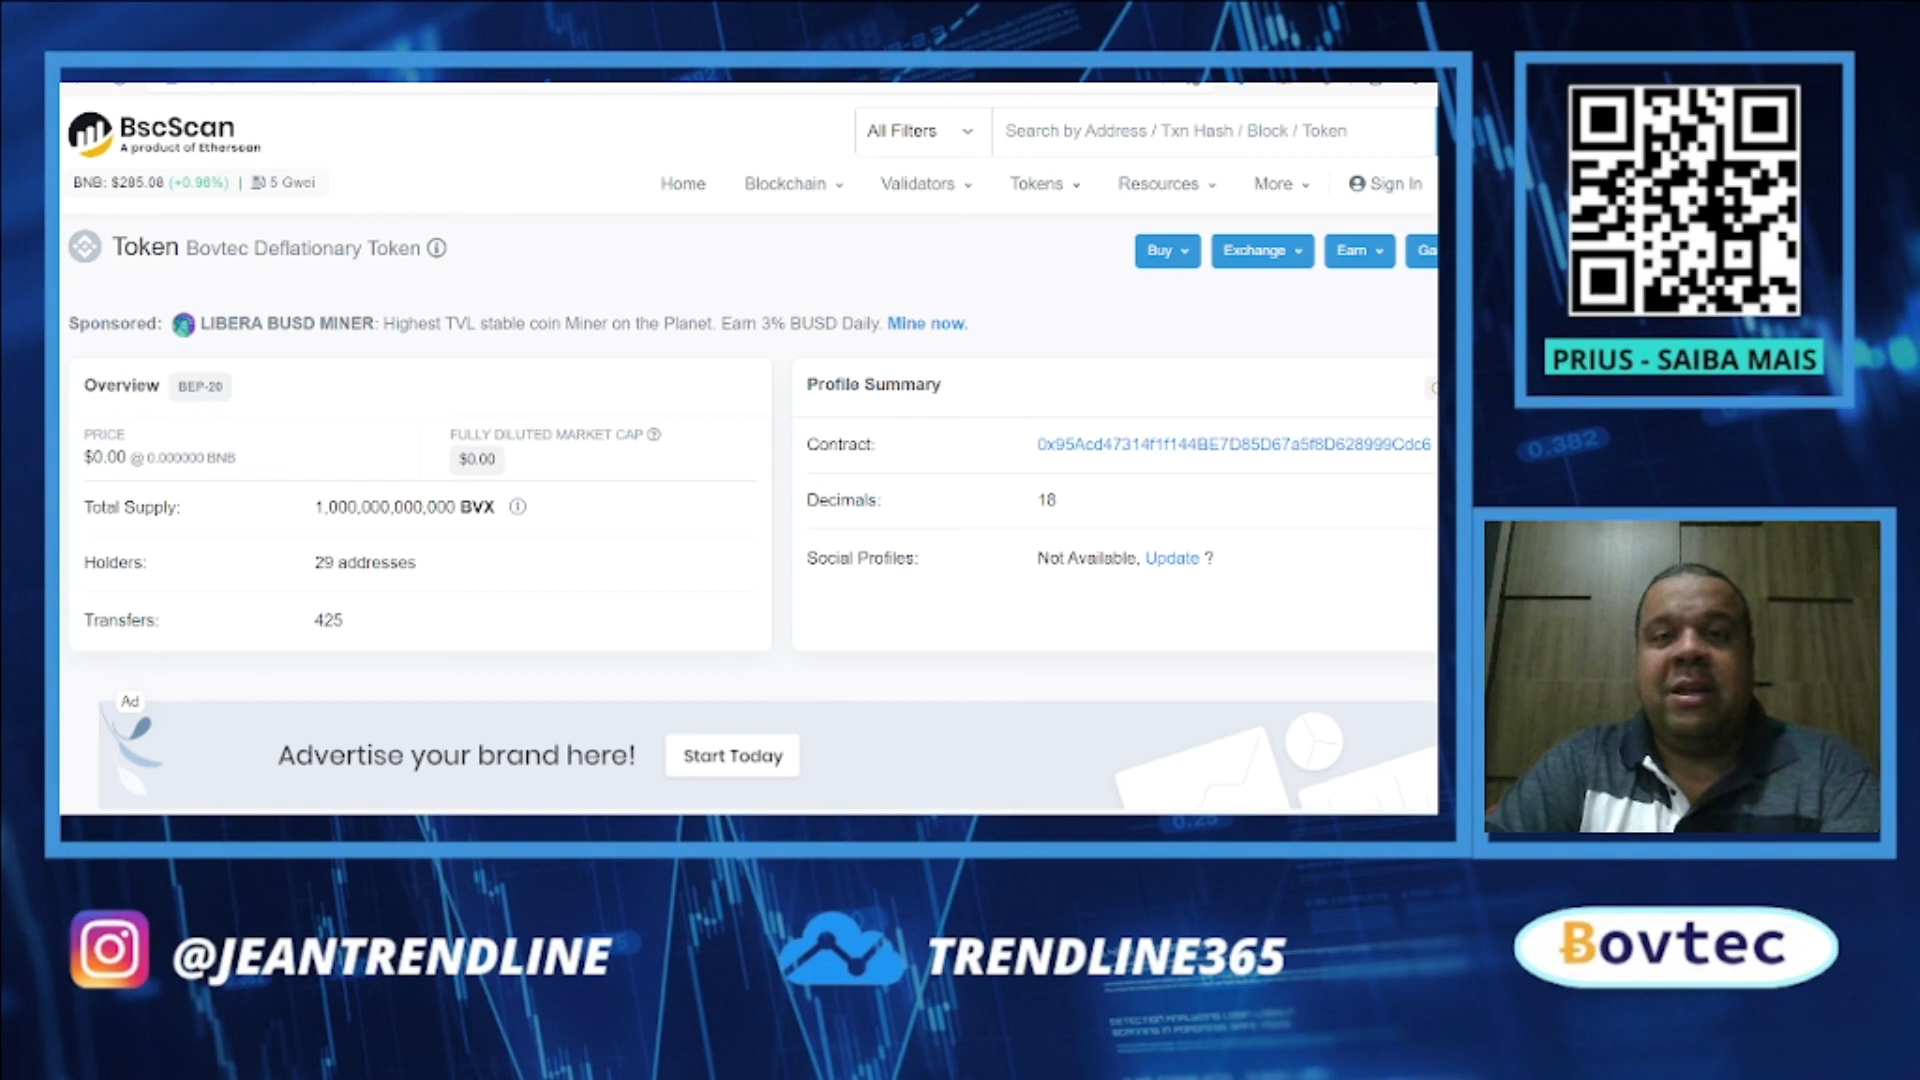 BscScan
A product of Etherscan
All Filters
Search by Address / Txn Hash / Block / Token
BNB: $285.08 (+0.96%) | 5 Gwei
Home Blockchain Validators Tokens Resources More Sign In
Token Bovtec Deflationary Token
Buy Exchange Earn Ga
Sponsored: LIBERA BUSD MINER: Highest TVL stable coin Miner on the Planet. Earn 3% BUSD Daily. Mine now.
Overview BEP-20
PRICE
$0.00 @ 0.000000 BNB
FULLY DILUTED MARKET CAP
$0.00
Total Supply: 1,000,000,000,000 BVX
Holders: 29 addresses
Transfers: 425
Profile Summary
Contract: 0x95Acd47314f1f144BE7D85D67a5f8D628999Cdc6
Decimals: 18
Social Profiles: Not Available, Update ?
Ad
Advertise your brand here!
Start Today
PRIUS - SAIBA MAIS
0.382
0.25
@JEANTRENDLINE
TRENDLINE365
Bovtec